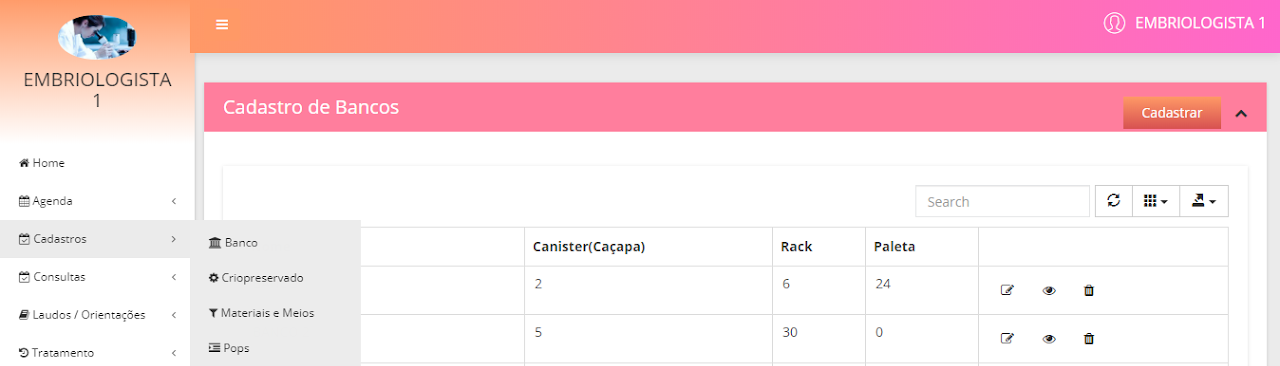 EMBRIOLOGISTA
1
EMBRIOLOGISTA 1
Home
Agenda
Cadastros
Consultas
Laudos / Orientações
Tratamento
Banco
Criopreservado
Materiais e Meios
Pops
Cadastro de Bancos
Cadastrar
Search
Canister(Caçapa) Rack Paleta
2 6 24
5 30 0